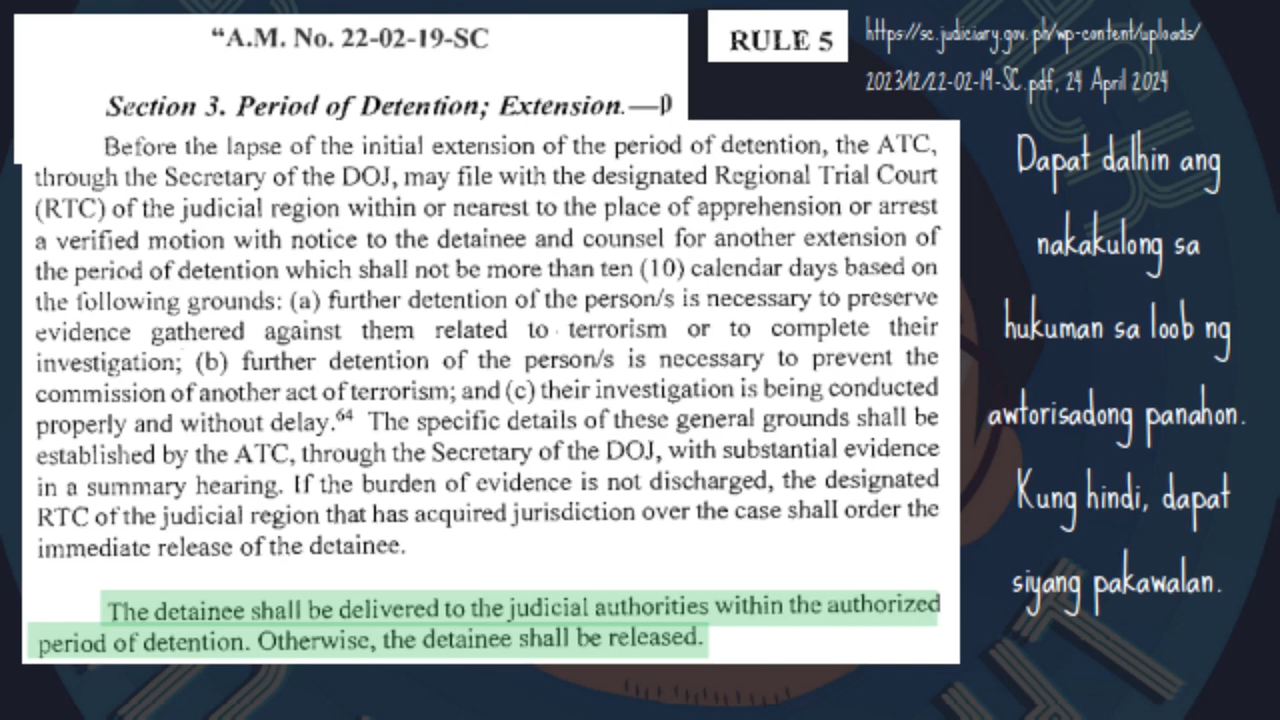 “A.M. No. 22-02-19-SC
RULE 5
https://sc.judiciary.gov.ph/wp-content/uploads/
2023/12/22-02-19-SC.pdf, 24 April 2024
Section 3. Period of Detention; Extension.—
Before the lapse of the initial extension of the period of detention, the ATC,
through the Secretary of the DOJ, may file with the designated Regional Trial Court
(RTC) of the judicial region within or nearest to the place of apprehension or arrest
a verified motion with notice to the detainee and counsel for another extension of
the period of detention which shall not be more than ten (10) calendar days based on
the following grounds: (a) further detention of the person/s is necessary to preserve
evidence gathered against them related to terrorism or to complete their
investigation; (b) further detention of the person/s is necessary to prevent the
commission of another act of terrorism; and (c) their investigation is being conducted
properly and without delay.64 The specific details of these general grounds shall be
established by the ATC, through the Secretary of the DOJ, with substantial evidence
in a summary hearing. If the burden of evidence is not discharged, the designated
RTC of the judicial region that has acquired jurisdiction over the case shall order the
immediate release of the detainee.
The detainee shall be delivered to the judicial authorities within the authorized
period of detention. Otherwise, the detainee shall be released.
Dapat dalhin ang
nakakulong sa
hukuman sa loob ng
awtorisadong panahon.
Kung hindi, dapat
siyang pakawalan.